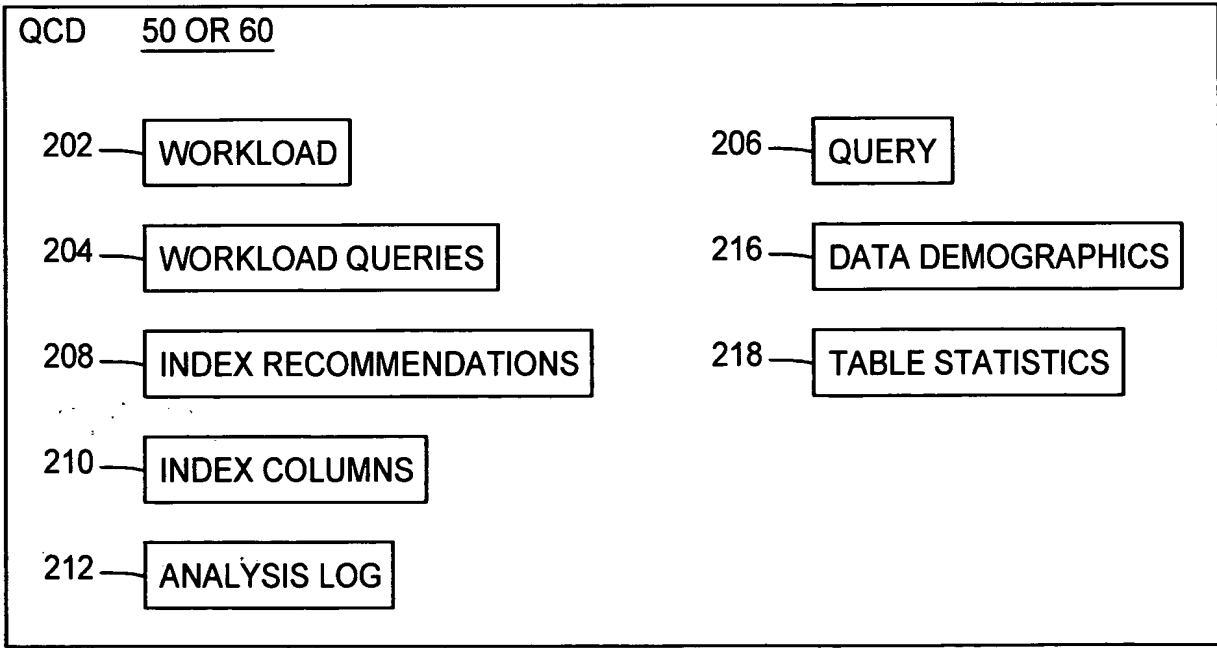 QCD 50 OR 60
202 WORKLOAD
204 WORKLOAD QUERIES
208 INDEX RECOMMENDATIONS
210 INDEX COLUMNS
212 ANALYSIS LOG
206 QUERY
216 DATA DEMOGRAPHICS
218 TABLE STATISTICS